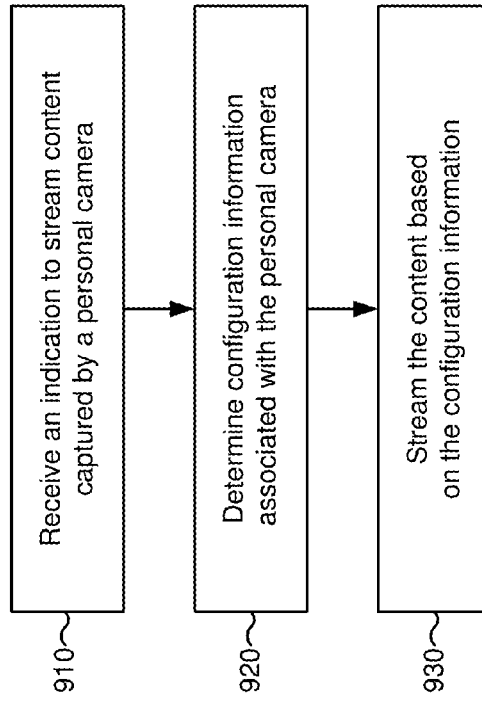 910
Receive an indication to stream content
captured by a personal camera
920
Determine configuration information
associated with the personal camera
930
Stream the content based
on the configuration information